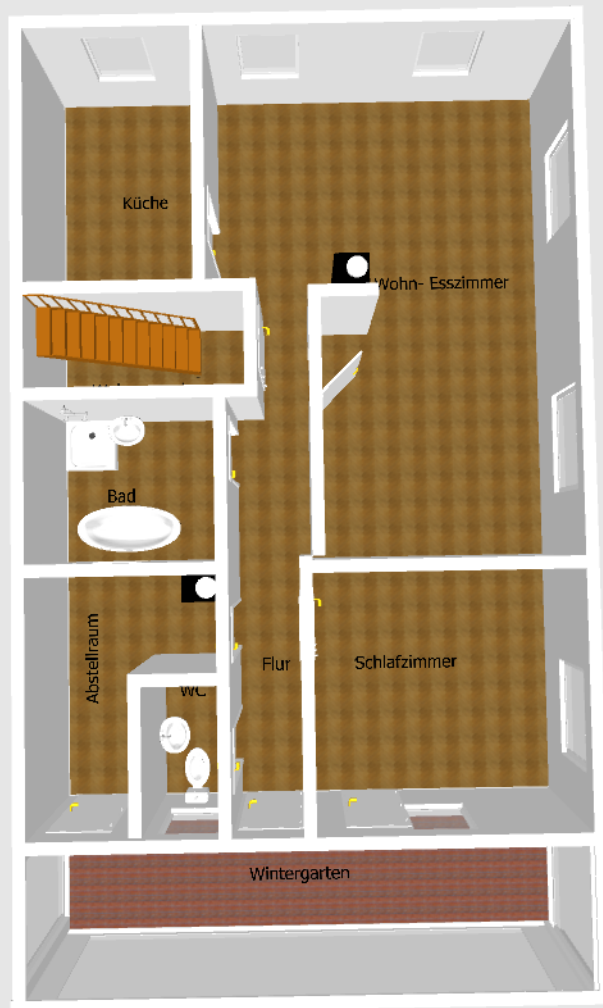 Küche
Wohn- Esszimmer
Bad
Abstellraum
WC
Flur
Schlafzimmer
Wintergarten